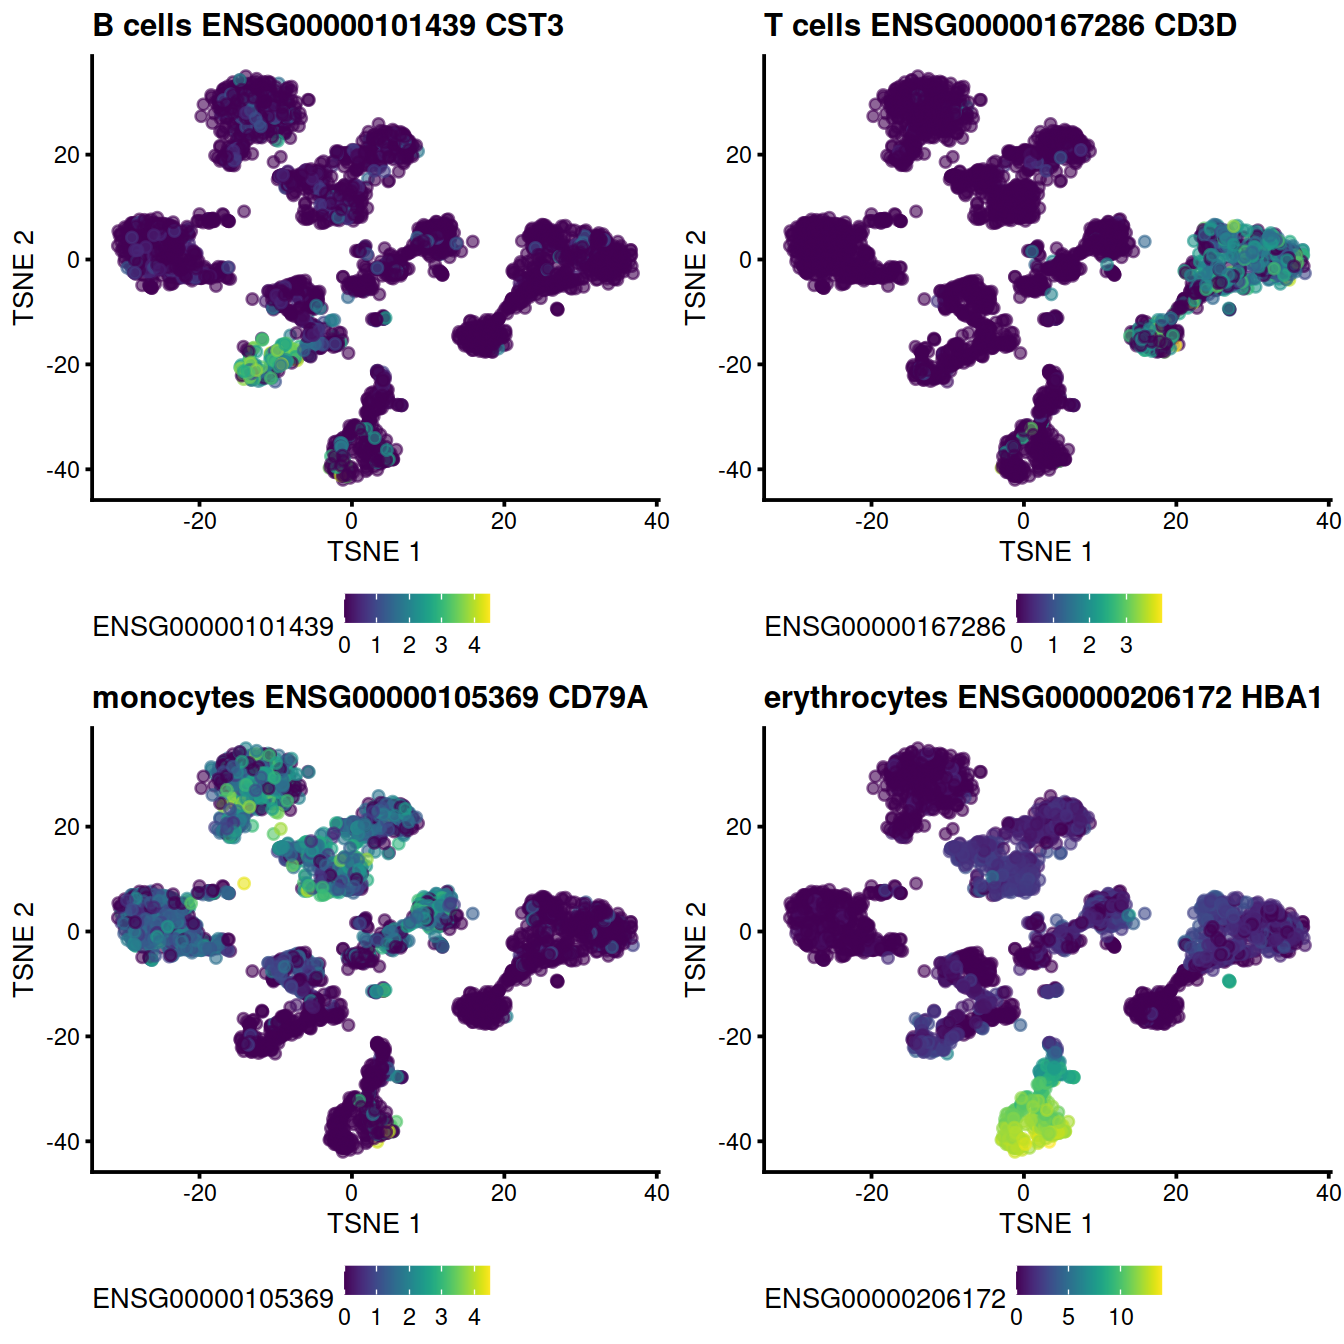 B cells ENSG00000101439 CST3
TSNE 2
20
0
-20
-40
-20 0 20 40
TSNE 1
ENSG00000101439
0 1 2 3 4
T cells ENSG00000167286 CD3D
TSNE 2
20
0
-20
-40
-20 0 20 40
TSNE 1
ENSG00000167286
0 1 2 3
monocytes ENSG00000105369 CD79A
TSNE 2
20
0
-20
-40
-20 0 20 40
TSNE 1
ENSG00000105369
0 1 2 3 4
erythrocytes ENSG00000206172 HBA1
TSNE 2
20
0
-20
-40
-20 0 20 40
TSNE 1
ENSG00000206172
0 5 10